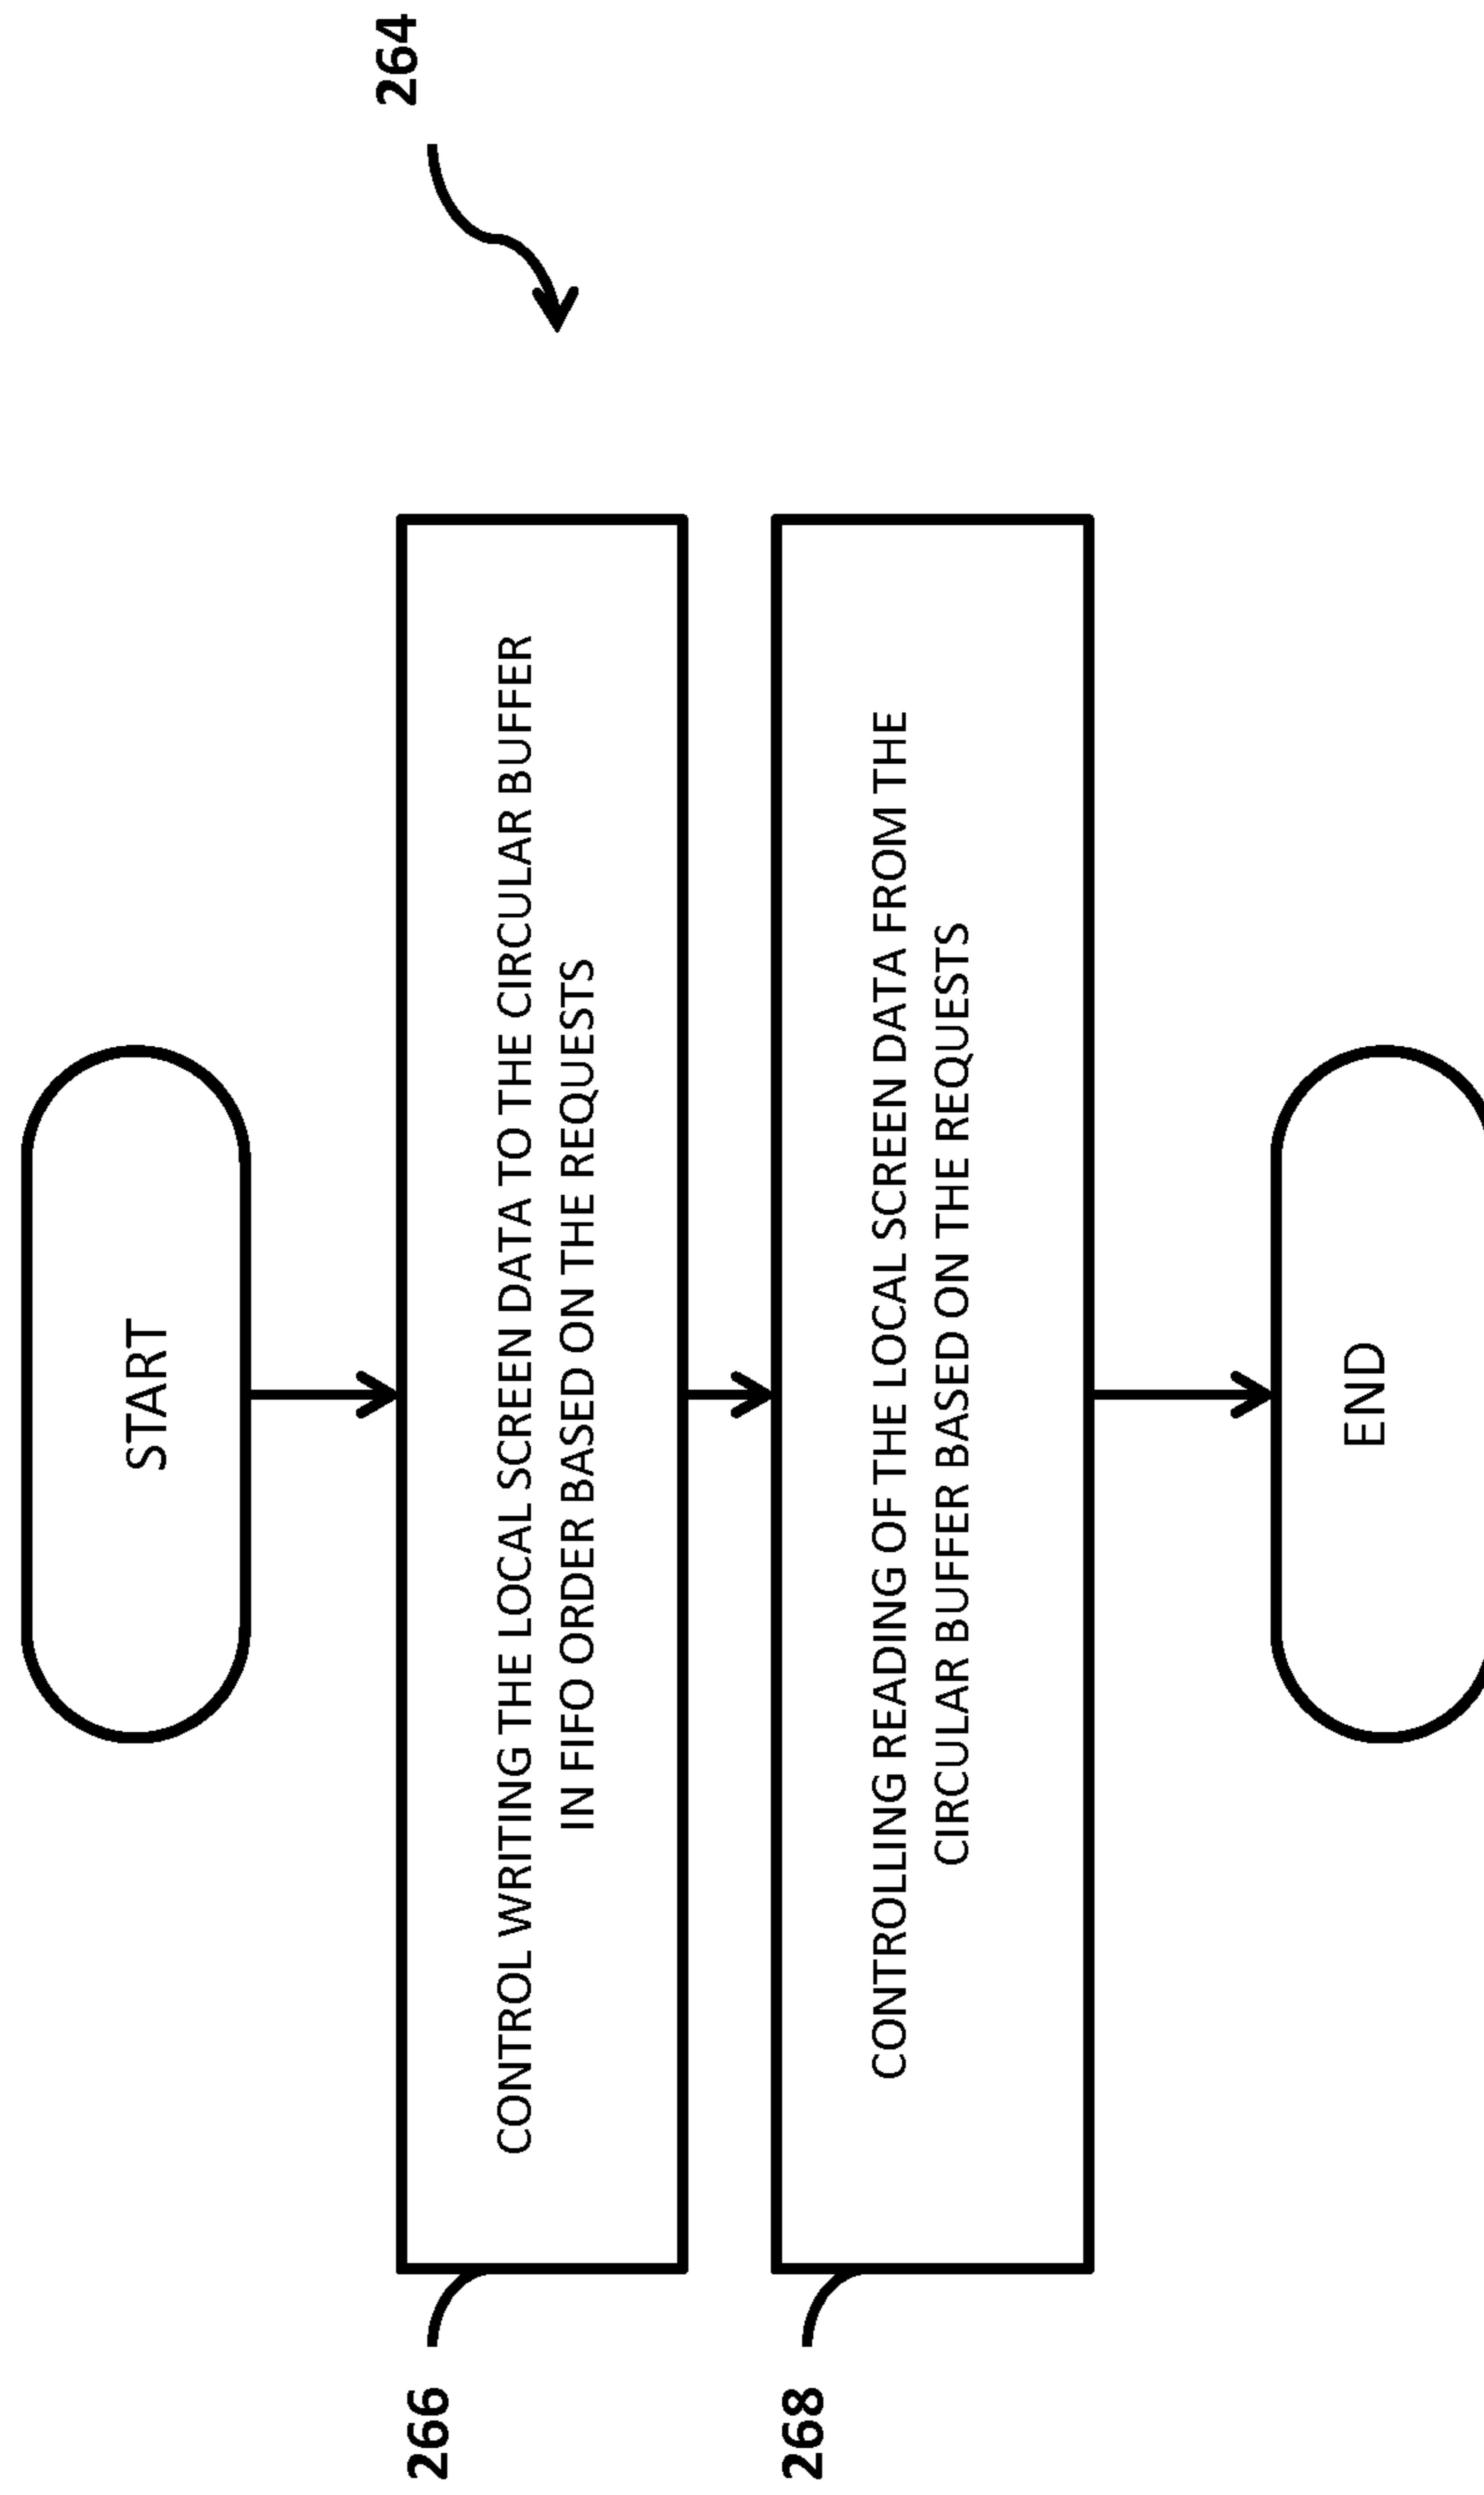 264
START
266
CONTROL WRITING THE LOCAL SCREEN DATA TO THE CIRCULAR BUFFER
IN FIFO ORDER BASED ON THE REQUESTS
268
CONTROLLING READING OF THE LOCAL SCREEN DATA FROM THE
CIRCULAR BUFFER BASED ON THE REQUESTS
END